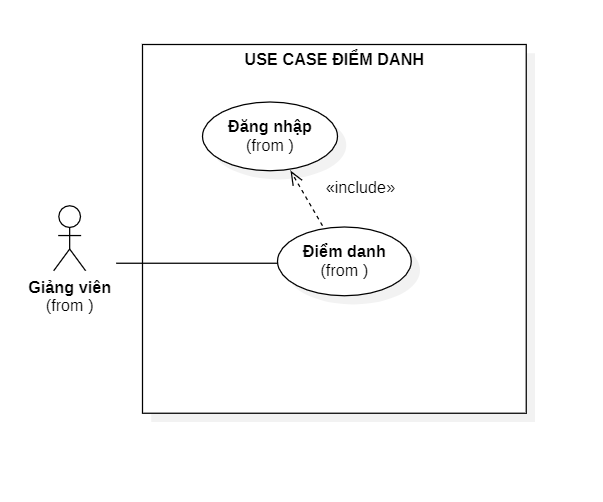 USE CASE ĐIỂM DANH
Đăng nhập
(from )
«include»
Điểm danh
(from )
Giảng viên
(from )